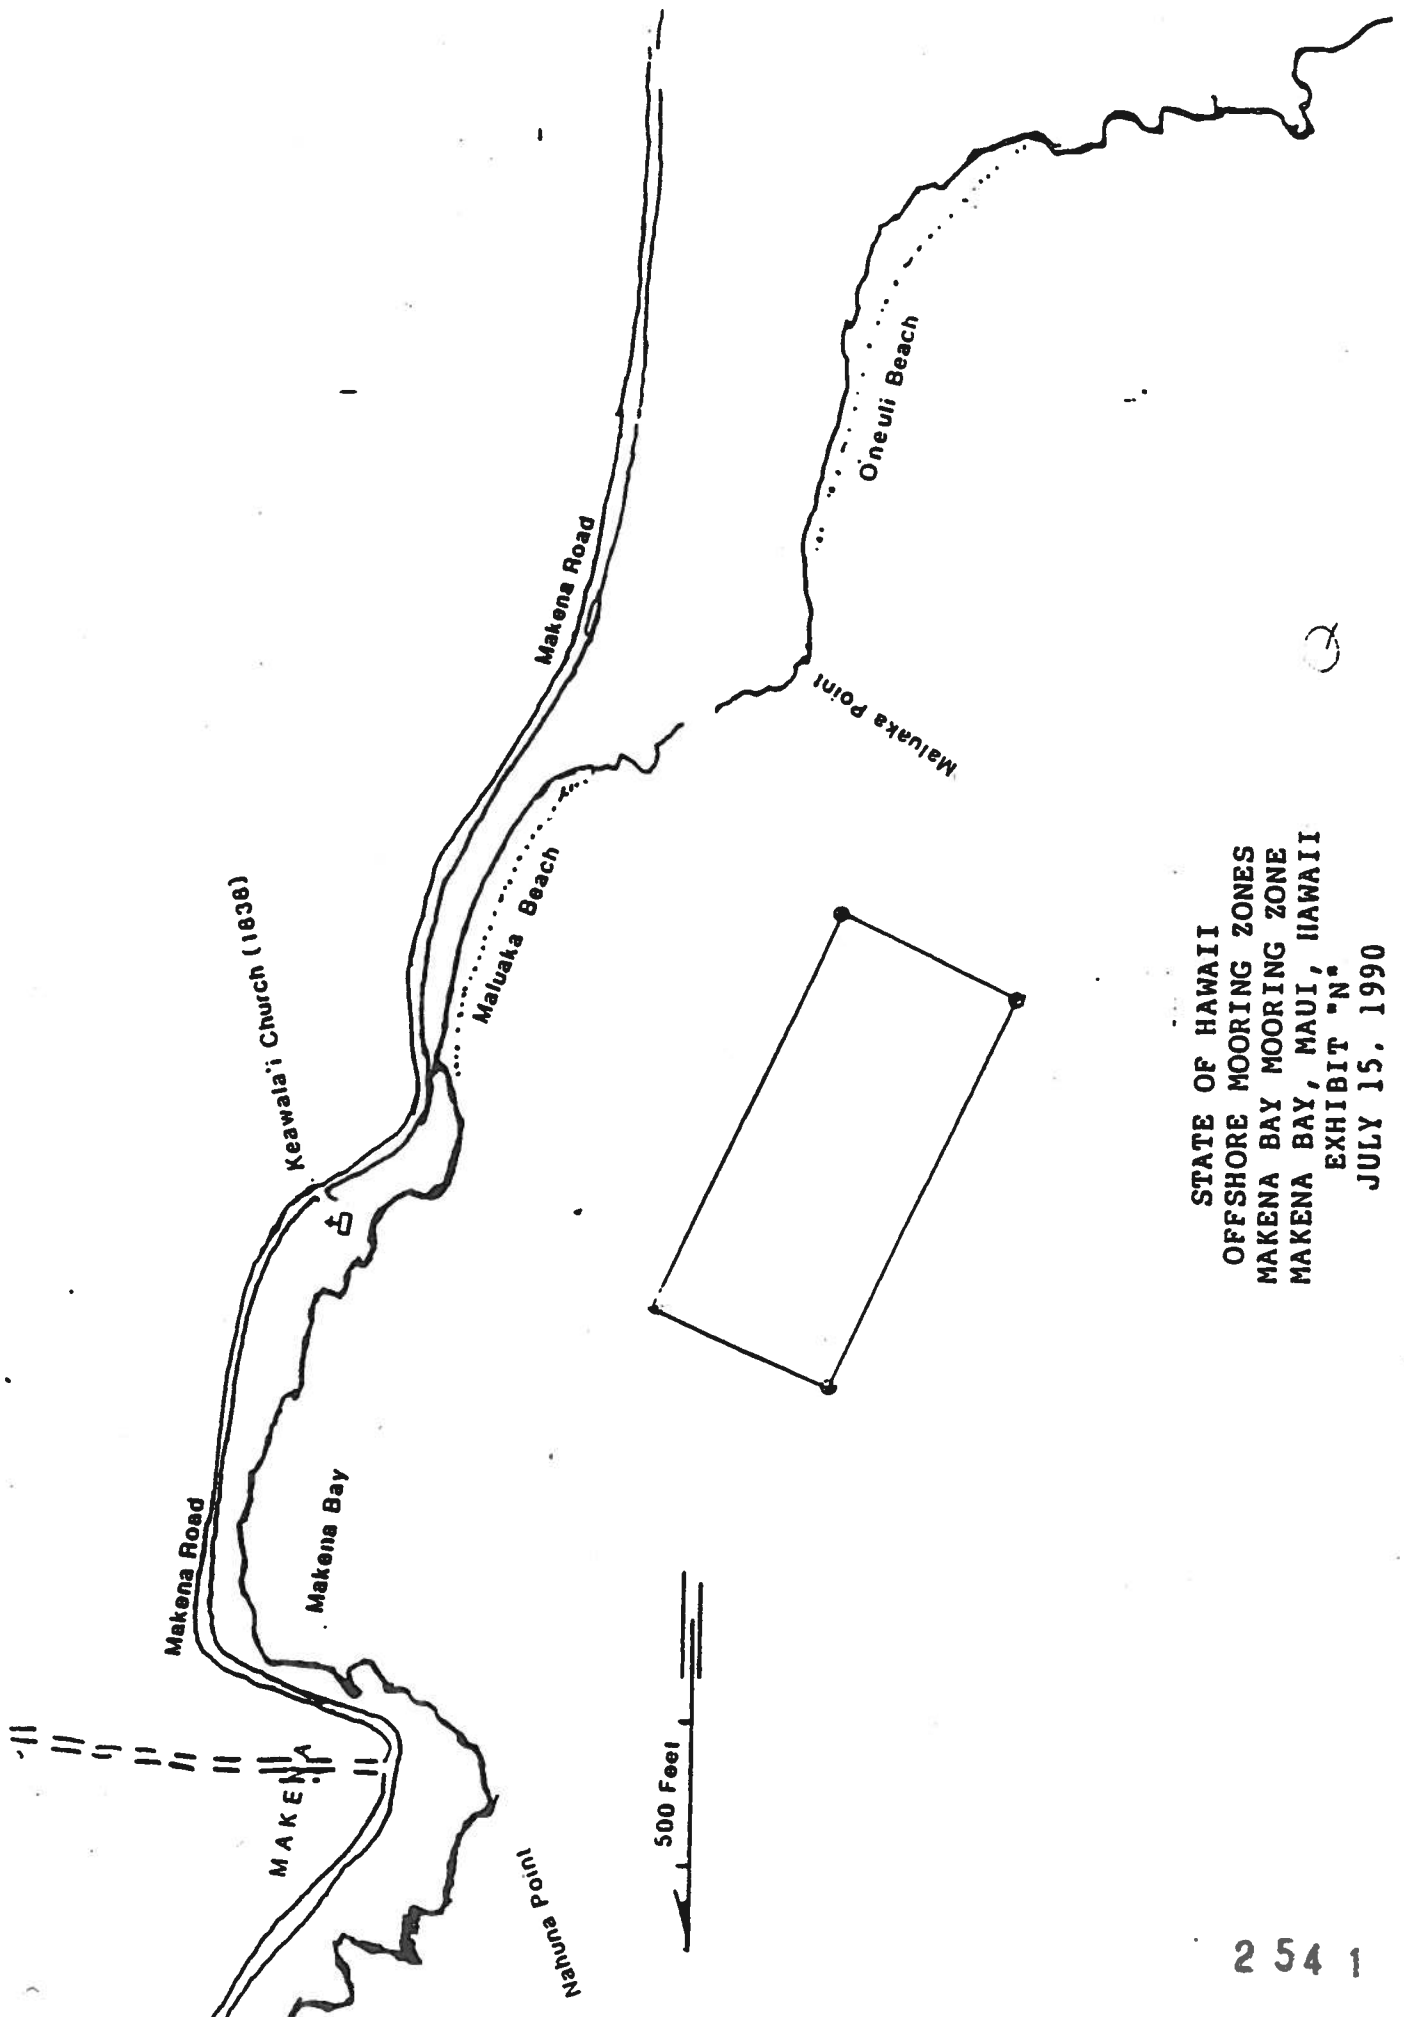 Makena Road
Oneuli Beach
Makena Road
Maluaka Point
Maluaka Beach
Keawala'i Church (1838)
Makena Bay
Makena Road
MAKENA
Nahuna Point
500 Feet
STATE OF HAWAII
OFFSHORE MOORING ZONES
MAKENA BAY MOORING ZONE
MAKENA BAY, MAUI, HAWAII
EXHIBIT "N"
JULY 15, 1990
2541